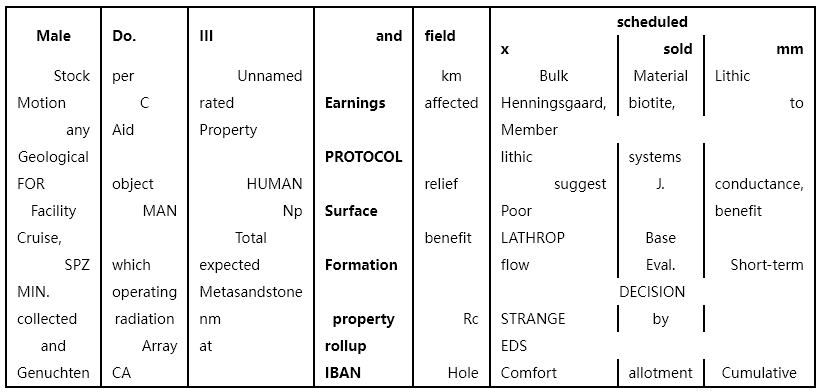 Male Do. III and field scheduled
x sold mm
Stock per Unnamed km Bulk Material Lithic
Motion C rated Earnings affected Henningsgaard, biotite, to
any Aid Property Member
Geological PROTOCOL lithic systems
FOR object HUMAN relief suggest J. conductance,
Facility MAN Np Surface Poor benefit
Cruise, Total benefit LATHROP Base
SPZ which expected Formation flow Eval. Short-term
MIN. operating Metasandstone DECISION
collected radiation nm property Rc STRANGE by
and Array at rollup EDS
Genuchten CA IBAN Hole Comfort allotment Cumulative